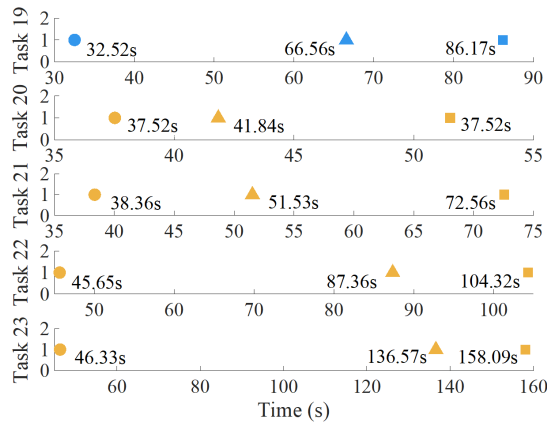 Task 19
2
1
0
32.52s
66.56s
86.17s
30 40 50 60 70 80 90
Task 20
2
1
0
37.52s
41.84s
37.52s
35 40 45 50 55
Task 21
2
1
0
38.36s
51.53s
72.56s
35 40 45 50 55 60 65 70 75
Task 22
2
1
0
45.65s
87.36s
104.32s
50 60 70 80 90 100
Task 23
2
1
0
46.33s
136.57s
158.09s
60 80 100 120 140 160
Time (s)